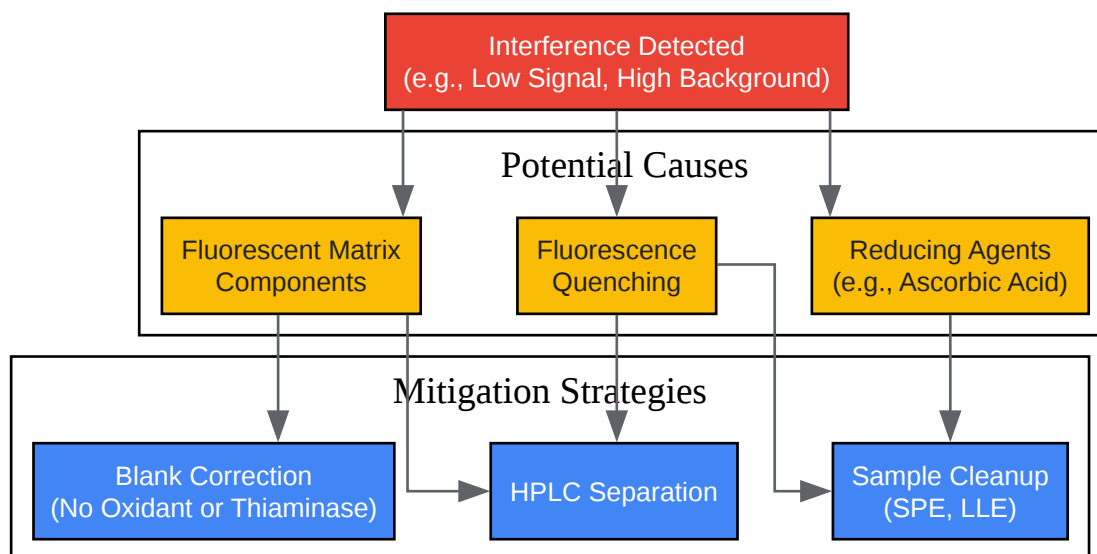 Interference Detected
(e.g., Low Signal, High Background)
Potential Causes
Fluorescent Matrix
Components
Fluorescence
Quenching
Reducing Agents
(e.g., Ascorbic Acid)
Mitigation Strategies
Blank Correction
(No Oxidant or Thiaminase)
HPLC Separation
Sample Cleanup
(SPE, LLE)